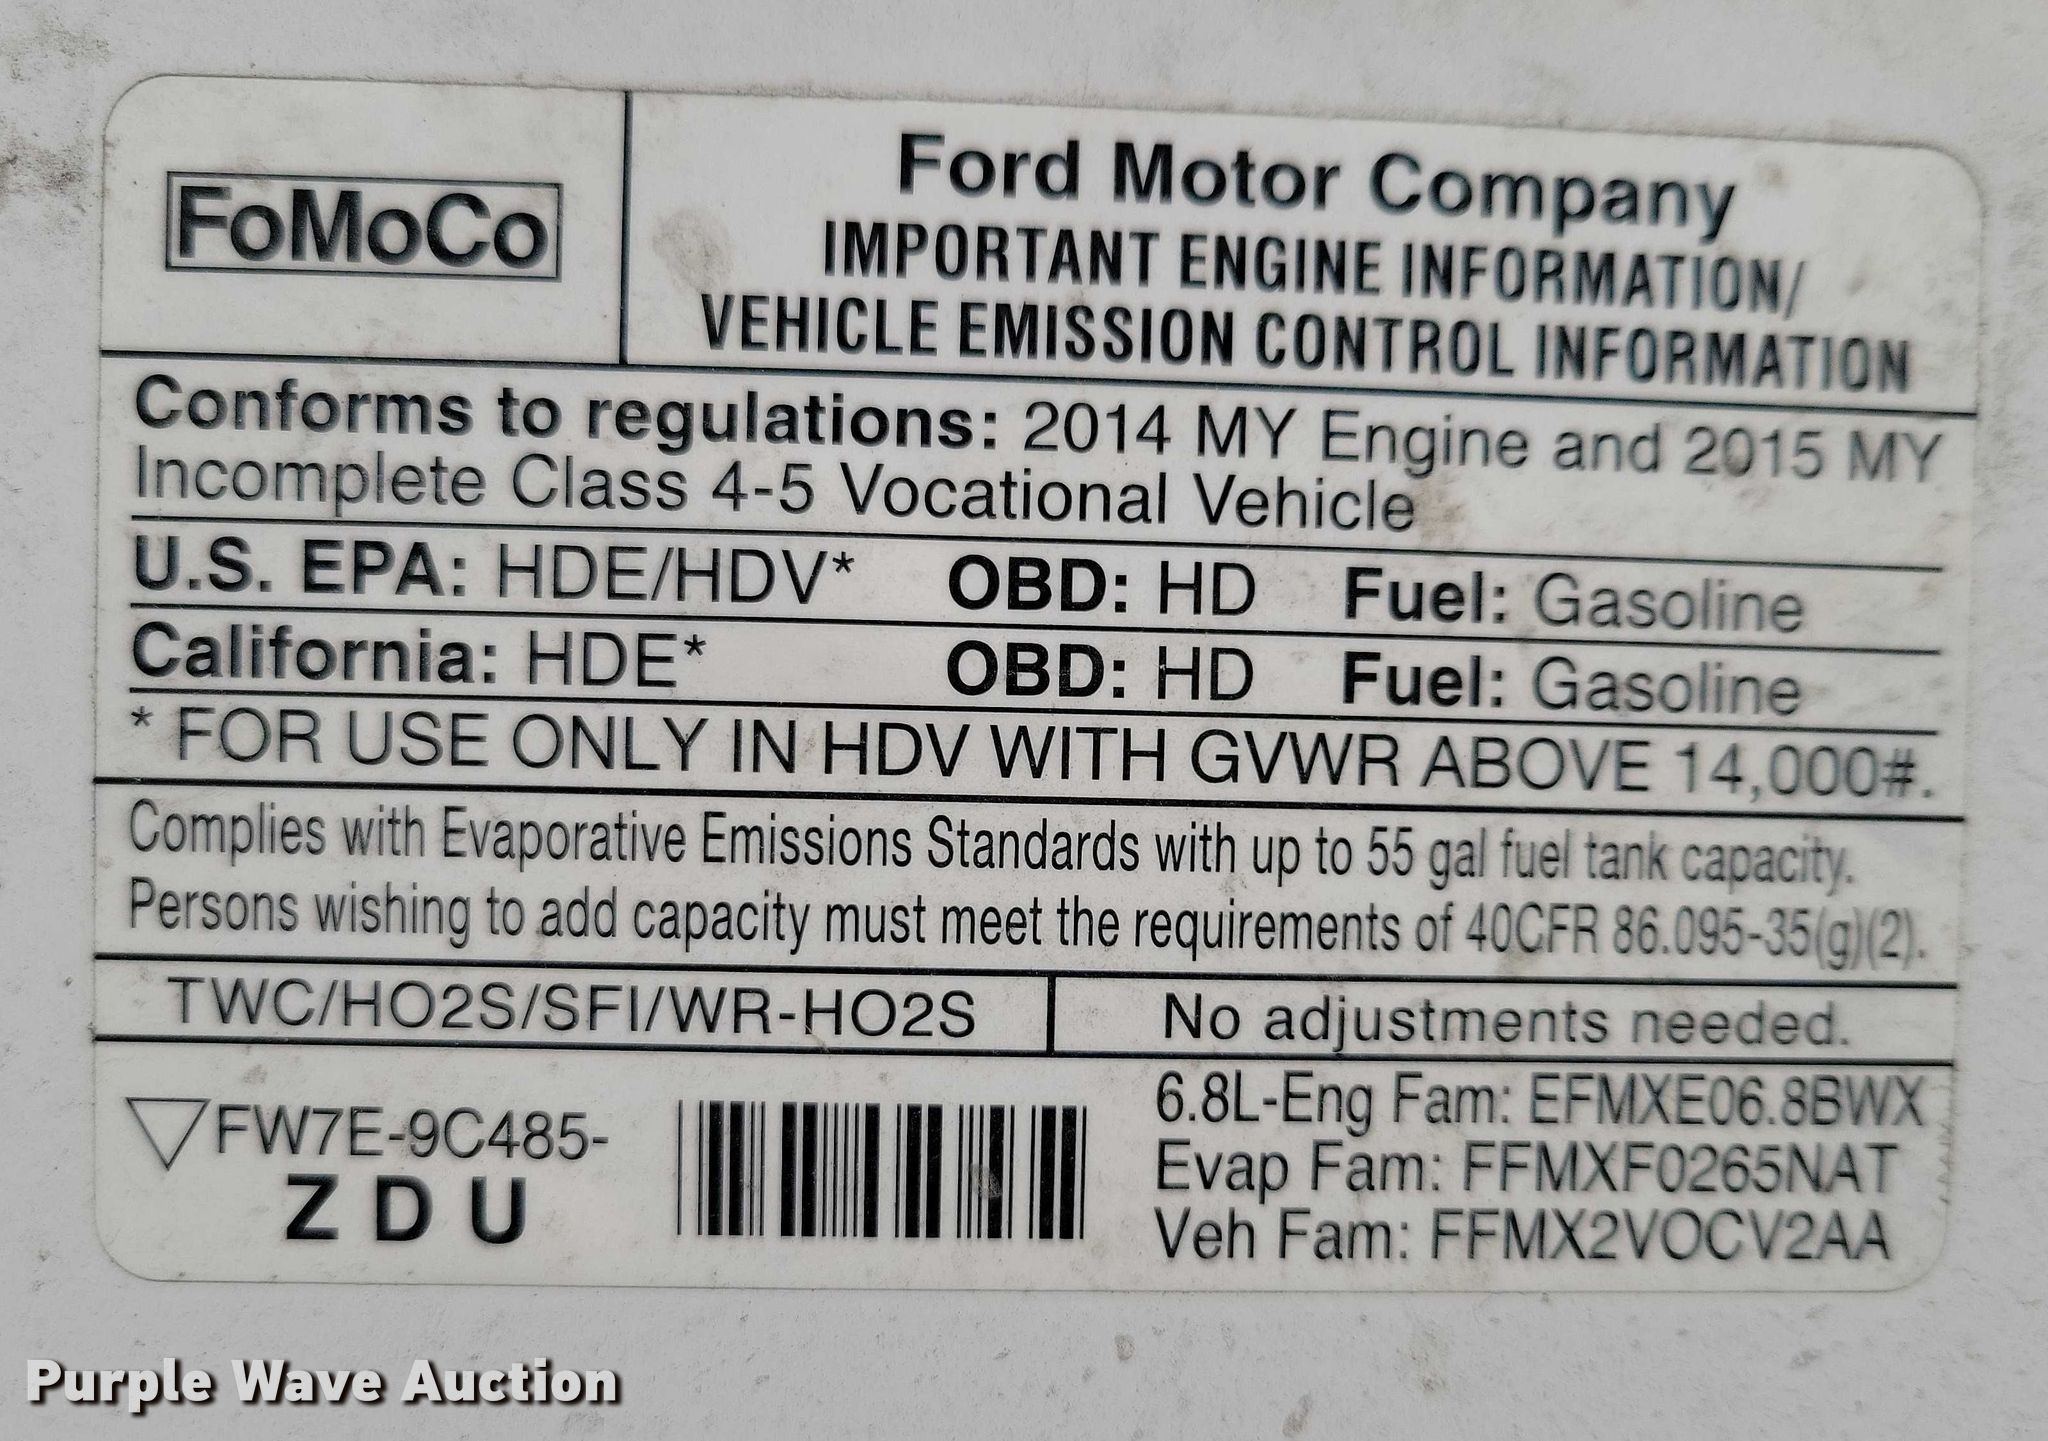 FoMoCo
Ford Motor Company
IMPORTANT ENGINE INFORMATION/
VEHICLE EMISSION CONTROL INFORMATION
Conforms to regulations: 2014 MY Engine and 2015 MY
Incomplete Class 4-5 Vocational Vehicle
U.S. EPA: HDE/HDV* OBD: HD Fuel: Gasoline
California: HDE* OBD: HD Fuel: Gasoline
* FOR USE ONLY IN HDV WITH GVWR ABOVE 14,000#.
Complies with Evaporative Emissions Standards with up to 55 gal fuel tank capacity.
Persons wishing to add capacity must meet the requirements of 40CFR 86.095-35(g)(2).
TWC/HO2S/SFI/WR-HO2S
No adjustments needed.
FW7E-9C485-
Z D U
6.8L-Eng Fam: EFMXE06.8BWX
Evap Fam: FFMXF0265NAT
Veh Fam: FFMX2VOCV2AA
Purple Wave Auction